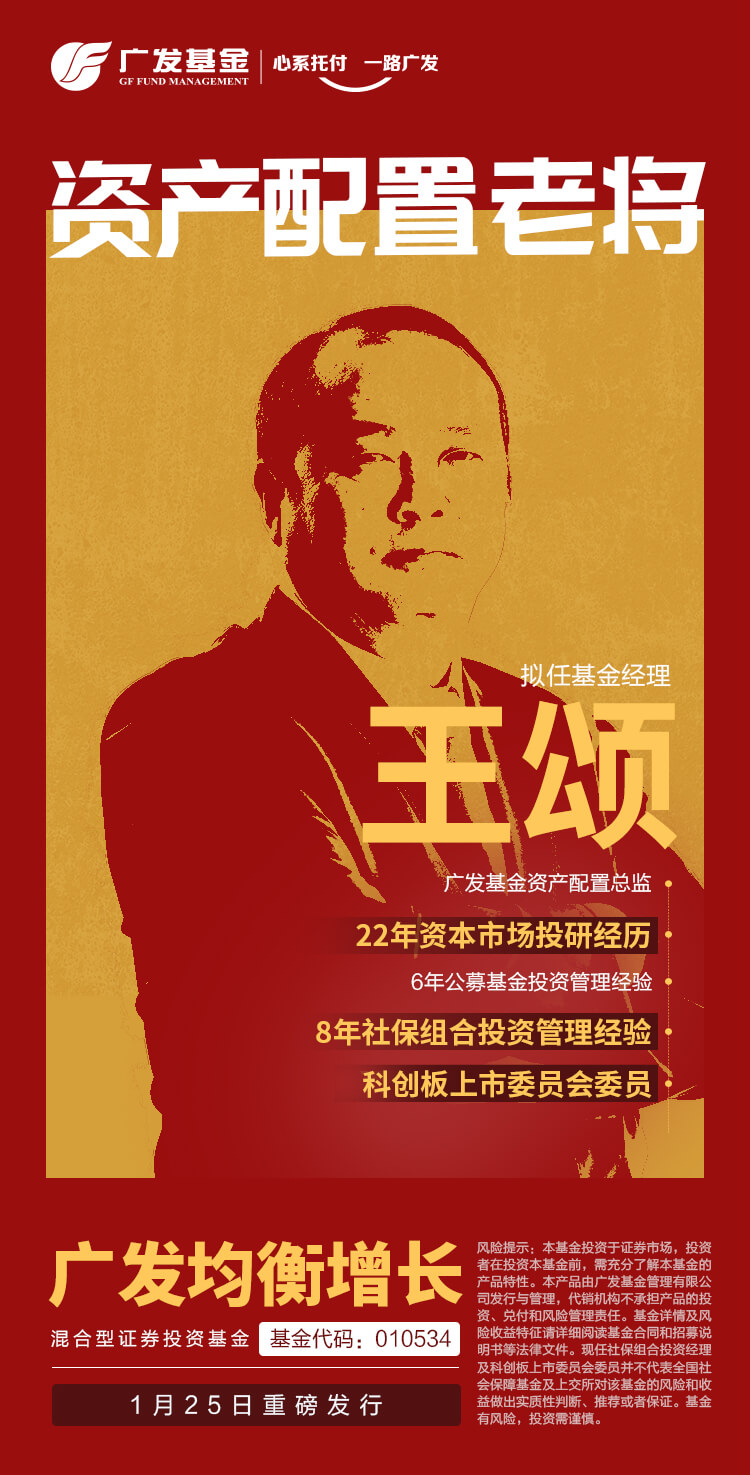 广发基金
GF FUND MANAGEMENT
心系托付 一路广发
资产配置老将
拟任基金经理
王颂
广发基金资产配置总监
22年资本市场投研经历
6年公募基金投资管理经验
8年社保组合投资管理经验
科创板上市委员会委员
广发均衡增长
混合型证券投资基金 基金代码：010534
1月25日重磅发行
风险提示：本基金投资于证券市场，投资
者在投资本基金前，需充分了解本基金的
产品特性。本产品由广发基金管理有限公
司发行与管理，代销机构不承担产品的投
资、兑付和风险管理责任。基金详情及风
险收益特征请详细阅读基金合同和招募说
明书等法律文件。现任社保组合投资经理
及科创板上市委员会委员并不代表全国社
会保障基金及上交所对该基金的风险和收
益做出实质性判断、推荐或者保证。基金
有风险，投资需谨慎。